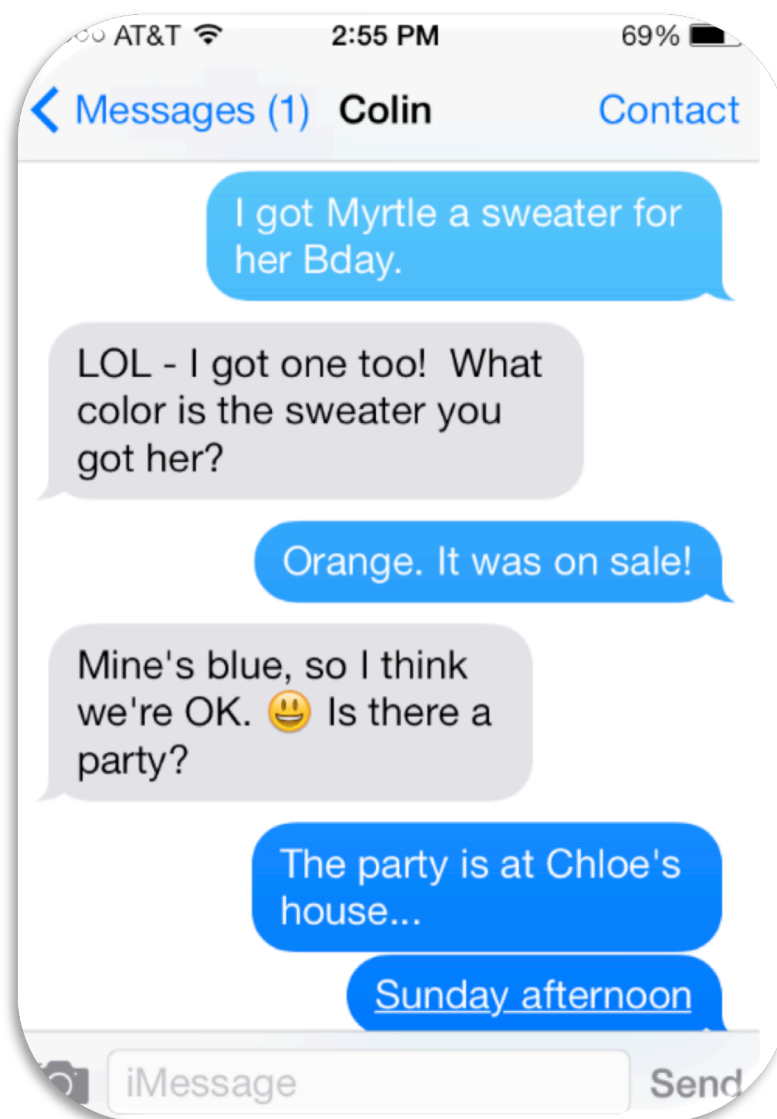 AT&T 2:55 PM 69%
Messages (1) Colin Contact
I got Myrtle a sweater for
her Bday.
LOL - I got one too!  What
color is the sweater you
got her?
Orange. It was on sale!
Mine's blue, so I think
we're OK. 😃 Is there a
party?
The party is at Chloe's
house...
Sunday afternoon
iMessage Send